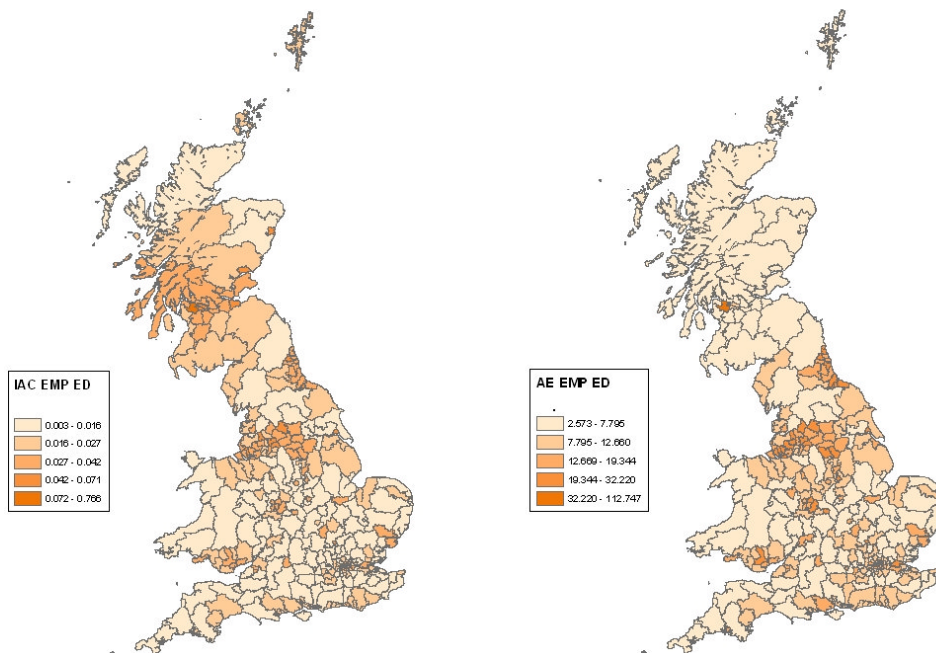 IAC EMP ED
0.003 - 0.016
0.016 - 0.027
0.027 - 0.042
0.042 - 0.071
0.072 - 0.766
AE EMP ED
2.573 - 7.795
7.795 - 12.660
12.669 - 19.344
19.344 - 32.220
32.220 - 112.747